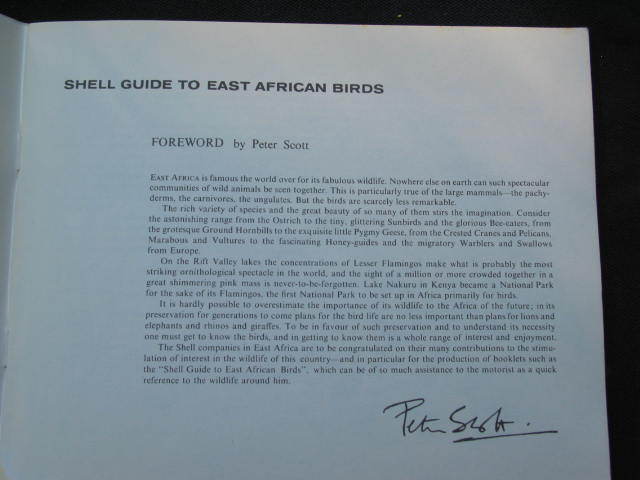 SHELL GUIDE TO EAST AFRICAN BIRDS
FOREWORD by Peter Scott
EAST AFRICA is famous the world over for its fabulous wildlife. Nowhere else on earth can such spectacular
communities of wild animals be seen together. This is particularly true of the large mammals—the pachy-
derms, the carnivores, the ungulates. But the birds are scarcely less remarkable.
The rich variety of species and the great beauty of so many of them stirs the imagination. Consider
the astonishing range from the Ostrich to the tiny, glittering Sunbirds and the glorious Bee-eaters, from
the grotesque Ground Hornbills to the exquisite little Pygmy Geese, from the Crested Cranes and Pelicans,
Marabous and Vultures to the fascinating Honey-guides and the migratory Warblers and Swallows
from Europe.
On the Rift Valley lakes the concentrations of Lesser Flamingos make what is probably the most
striking ornithological spectacle in the world, and the sight of a million or more crowded together in a
great shimmering pink mass is never-to-be-forgotten. Lake Nakuru in Kenya became a National Park
for the sake of its Flamingos, the first National Park to be set up in Africa primarily for birds.
It is hardly possible to overestimate the importance of its wildlife to the Africa of the future; in its
preservation for generations to come plans for the bird life are no less important than plans for lions and
elephants and rhinos and giraffes. To be in favour of such preservation and to understand its necessity
one must get to know the birds, and in getting to know them is a whole range of interest and enjoyment.
The Shell companies in East Africa are to be congratulated on their many contributions to the stimu-
lation of interest in the wildlife of this country—and in particular for the production of booklets such as
the "Shell Guide to East African Birds", which can be of so much assistance to the motorist as a quick
reference to the wildlife around him.
Peter Scott.